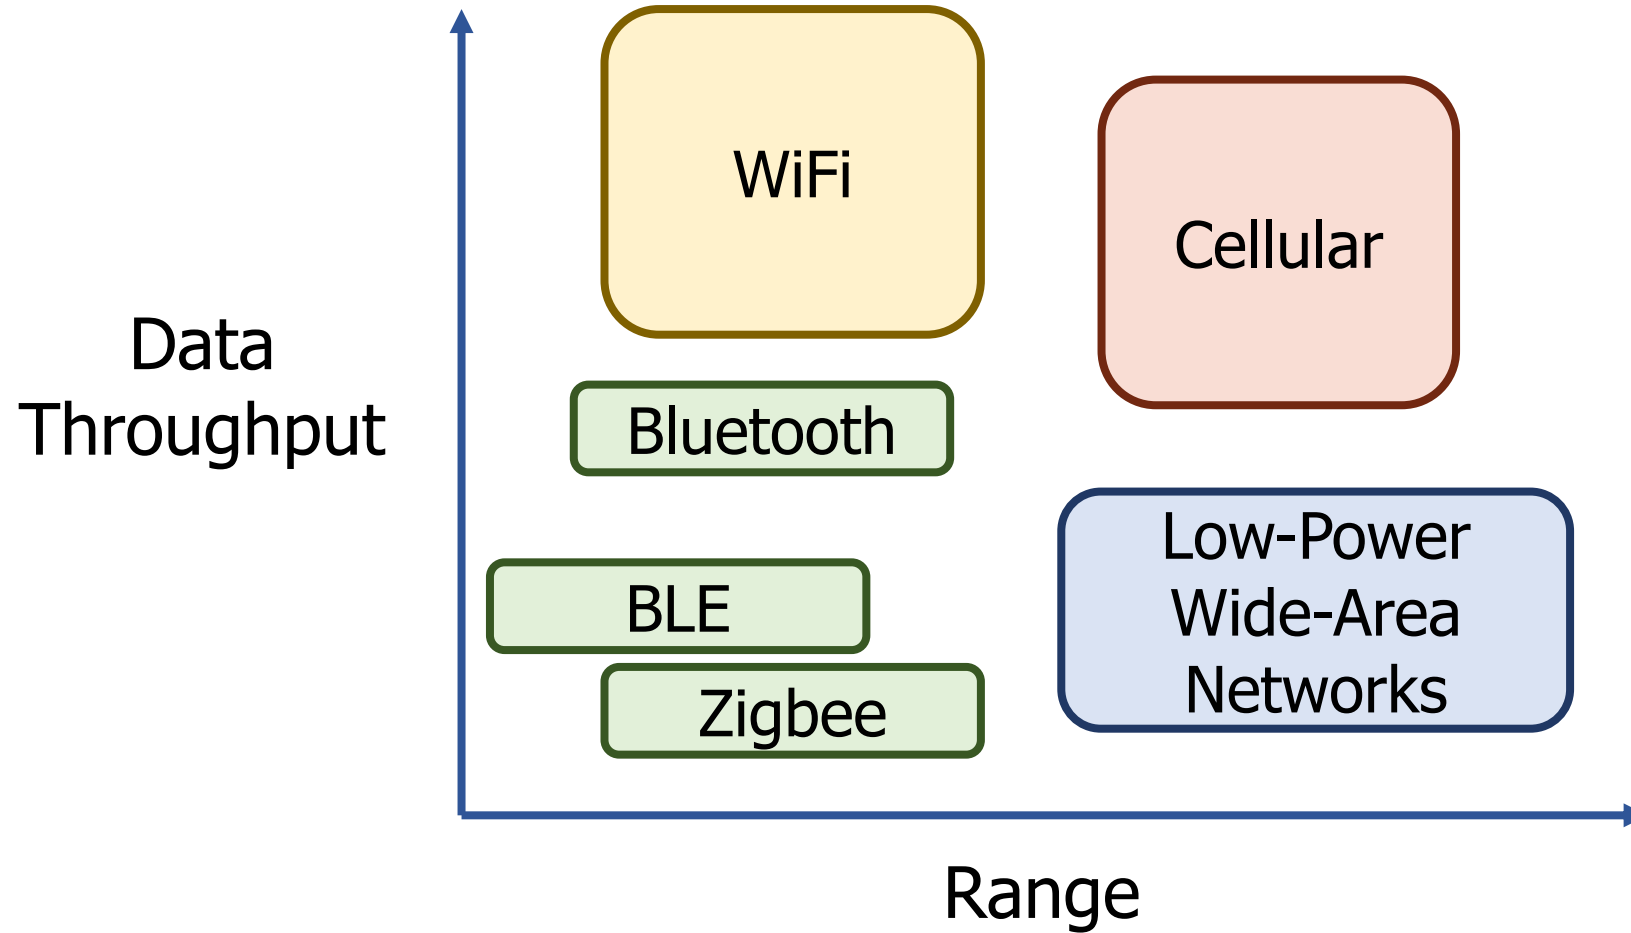 WiFi
Cellular
Data
Throughput
Bluetooth
Low-Power
Wide-Area
Networks
BLE
Zigbee
Range